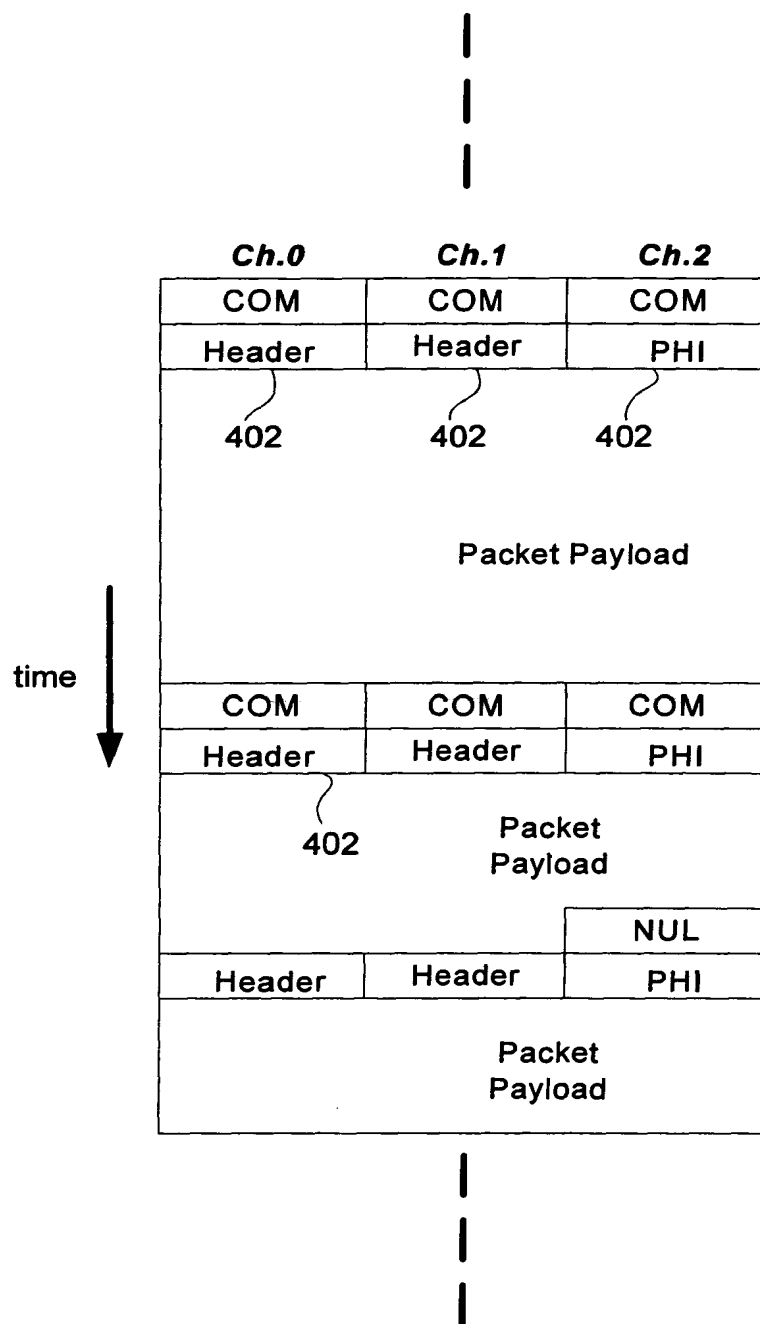 Ch.0 Ch.1 Ch.2
COM COM COM
Header Header PHI
402 402 402
Packet Payload
time
COM COM COM
Header Header PHI
402
Packet
Payload
NUL
Header Header PHI
Packet
Payload